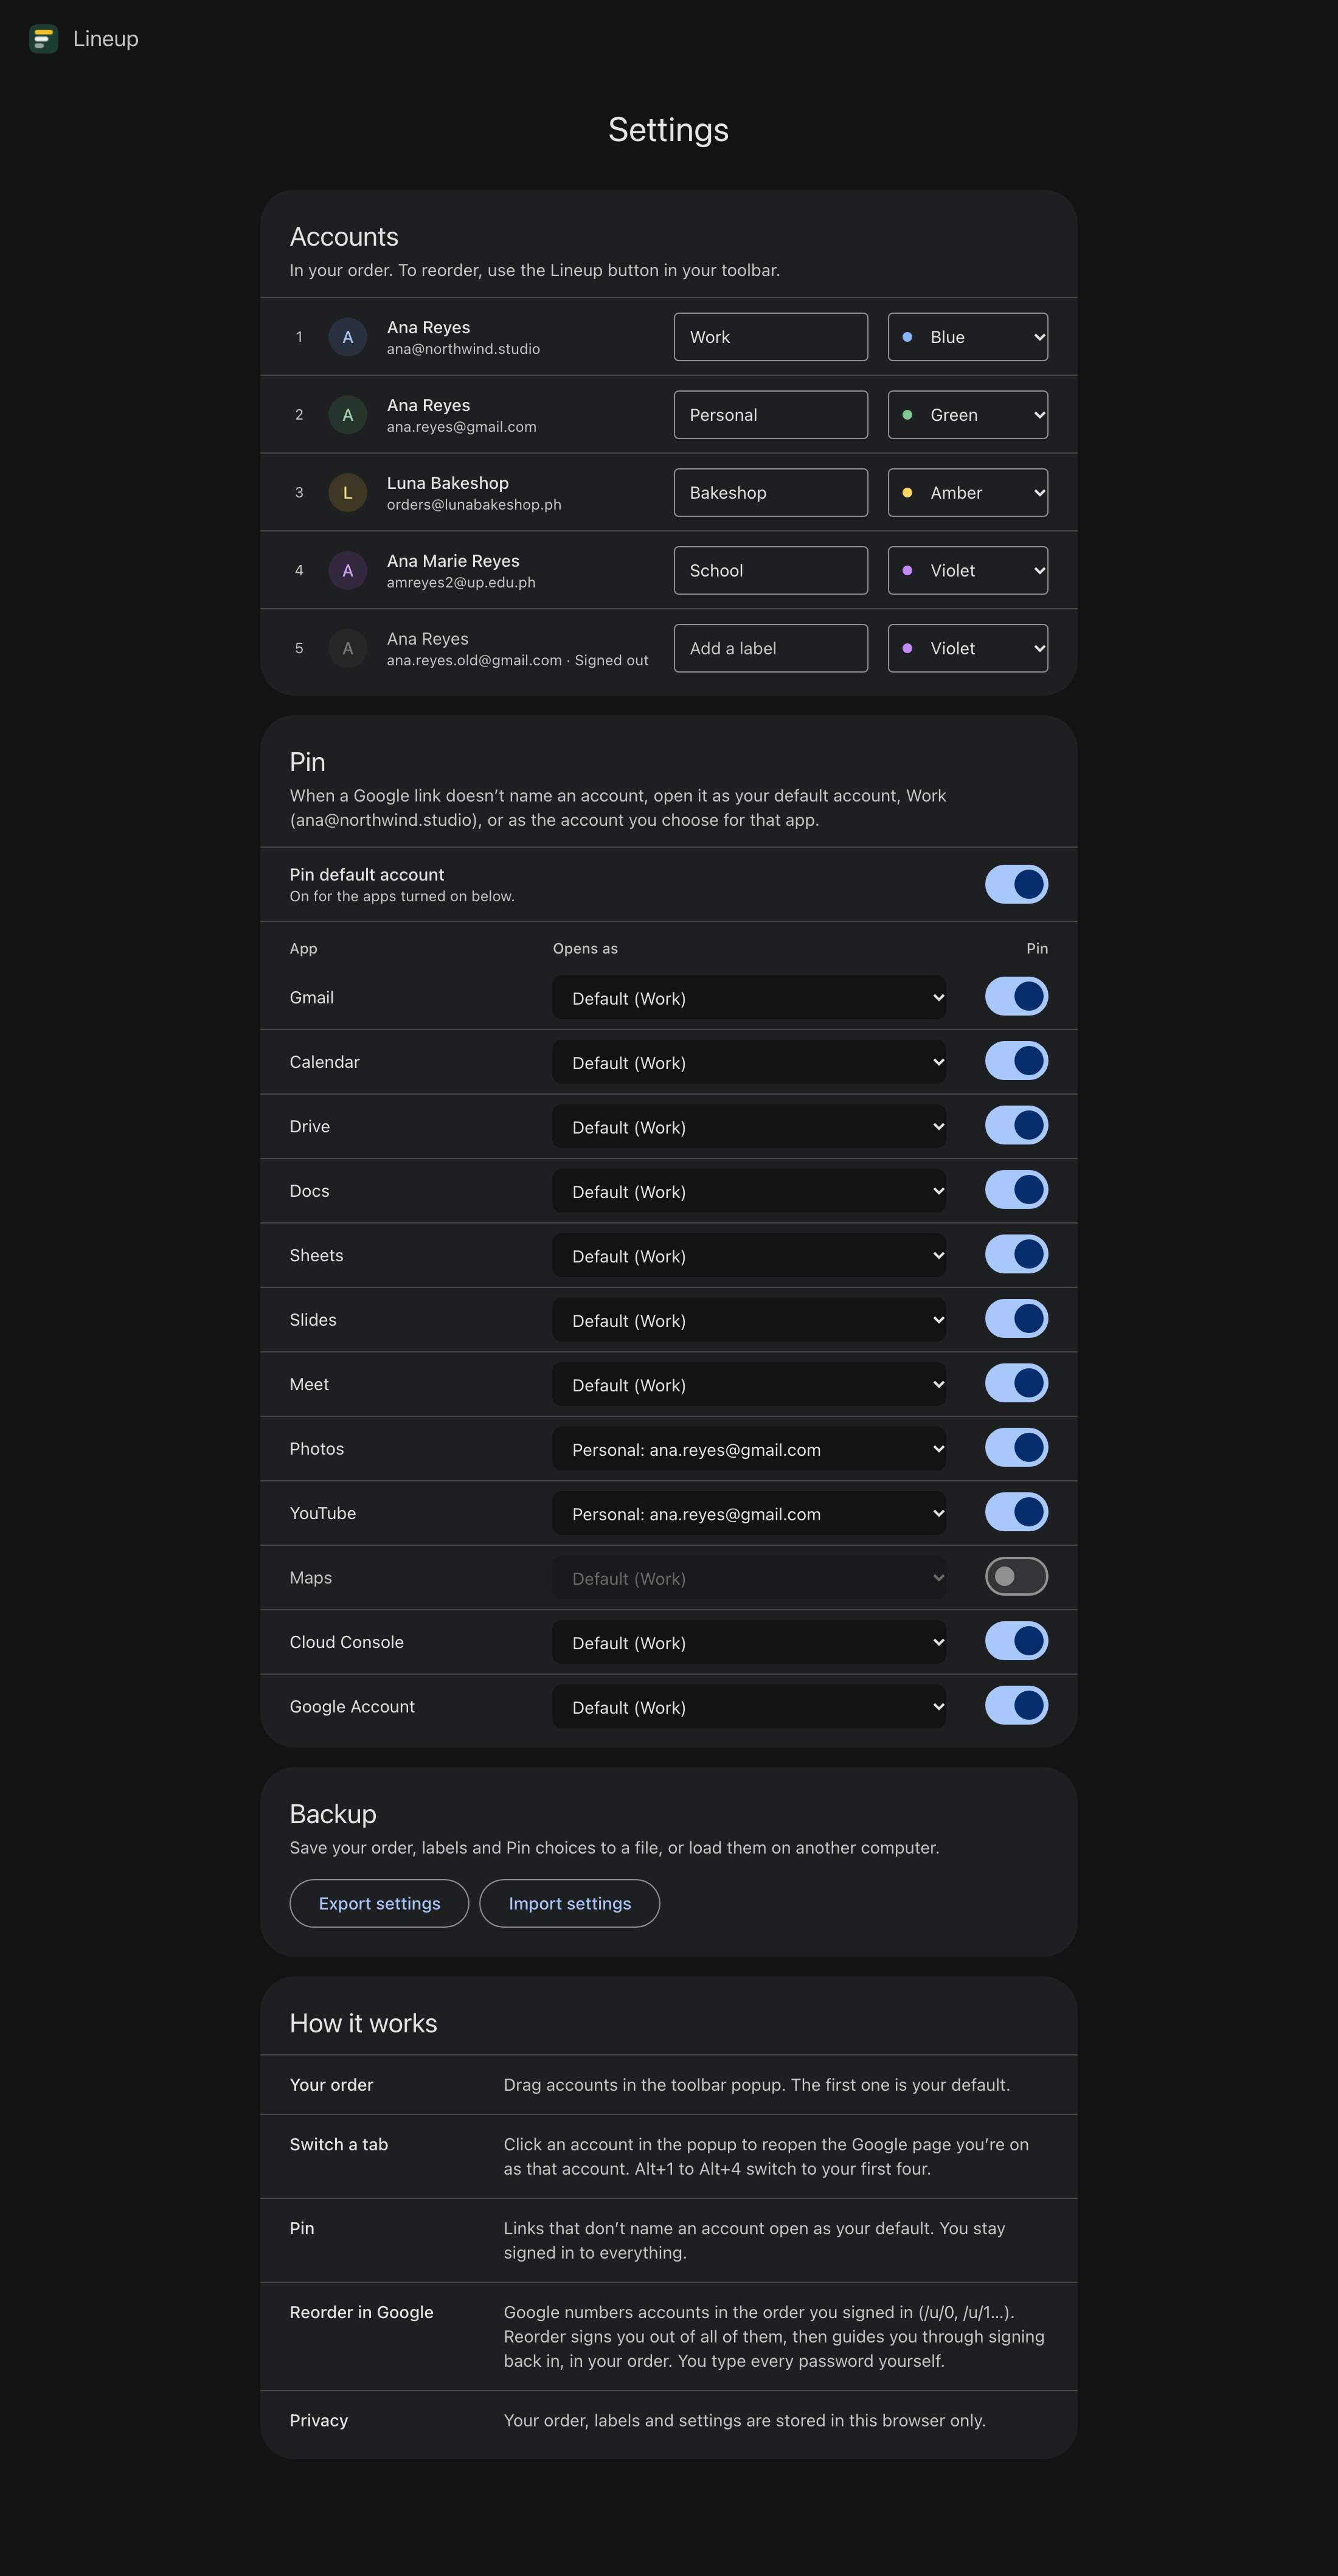 Lineup
Settings
Accounts
In your order. To reorder, use the Lineup button in your toolbar.
1 A Ana Reyes Work Blue
ana@northwind.studio
2 A Ana Reyes Personal Green
ana.reyes@gmail.com
3 L Luna Bakeshop Bakeshop Amber
orders@lunabakeshop.ph
4 A Ana Marie Reyes School Violet
amreyes2@up.edu.ph
5 A Ana Reyes Add a label Violet
ana.reyes.old@gmail.com · Signed out
Pin
When a Google link doesn’t name an account, open it as your default account, Work
(ana@northwind.studio), or as the account you choose for that app.
Pin default account
On for the apps turned on below.
App Opens as Pin
Gmail Default (Work)
Calendar Default (Work)
Drive Default (Work)
Docs Default (Work)
Sheets Default (Work)
Slides Default (Work)
Meet Default (Work)
Photos Personal: ana.reyes@gmail.com
YouTube Personal: ana.reyes@gmail.com
Maps Default (Work)
Cloud Console Default (Work)
Google Account Default (Work)
Backup
Save your order, labels and Pin choices to a file, or load them on another computer.
Export settings Import settings
How it works
Your order Drag accounts in the toolbar popup. The first one is your default.
Switch a tab Click an account in the popup to reopen the Google page you’re on
as that account. Alt+1 to Alt+4 switch to your first four.
Pin Links that don’t name an account open as your default. You stay
signed in to everything.
Reorder in Google Google numbers accounts in the order you signed in (/u/0, /u/1…).
Reorder signs you out of all of them, then guides you through signing
back in, in your order. You type every password yourself.
Privacy Your order, labels and settings are stored in this browser only.